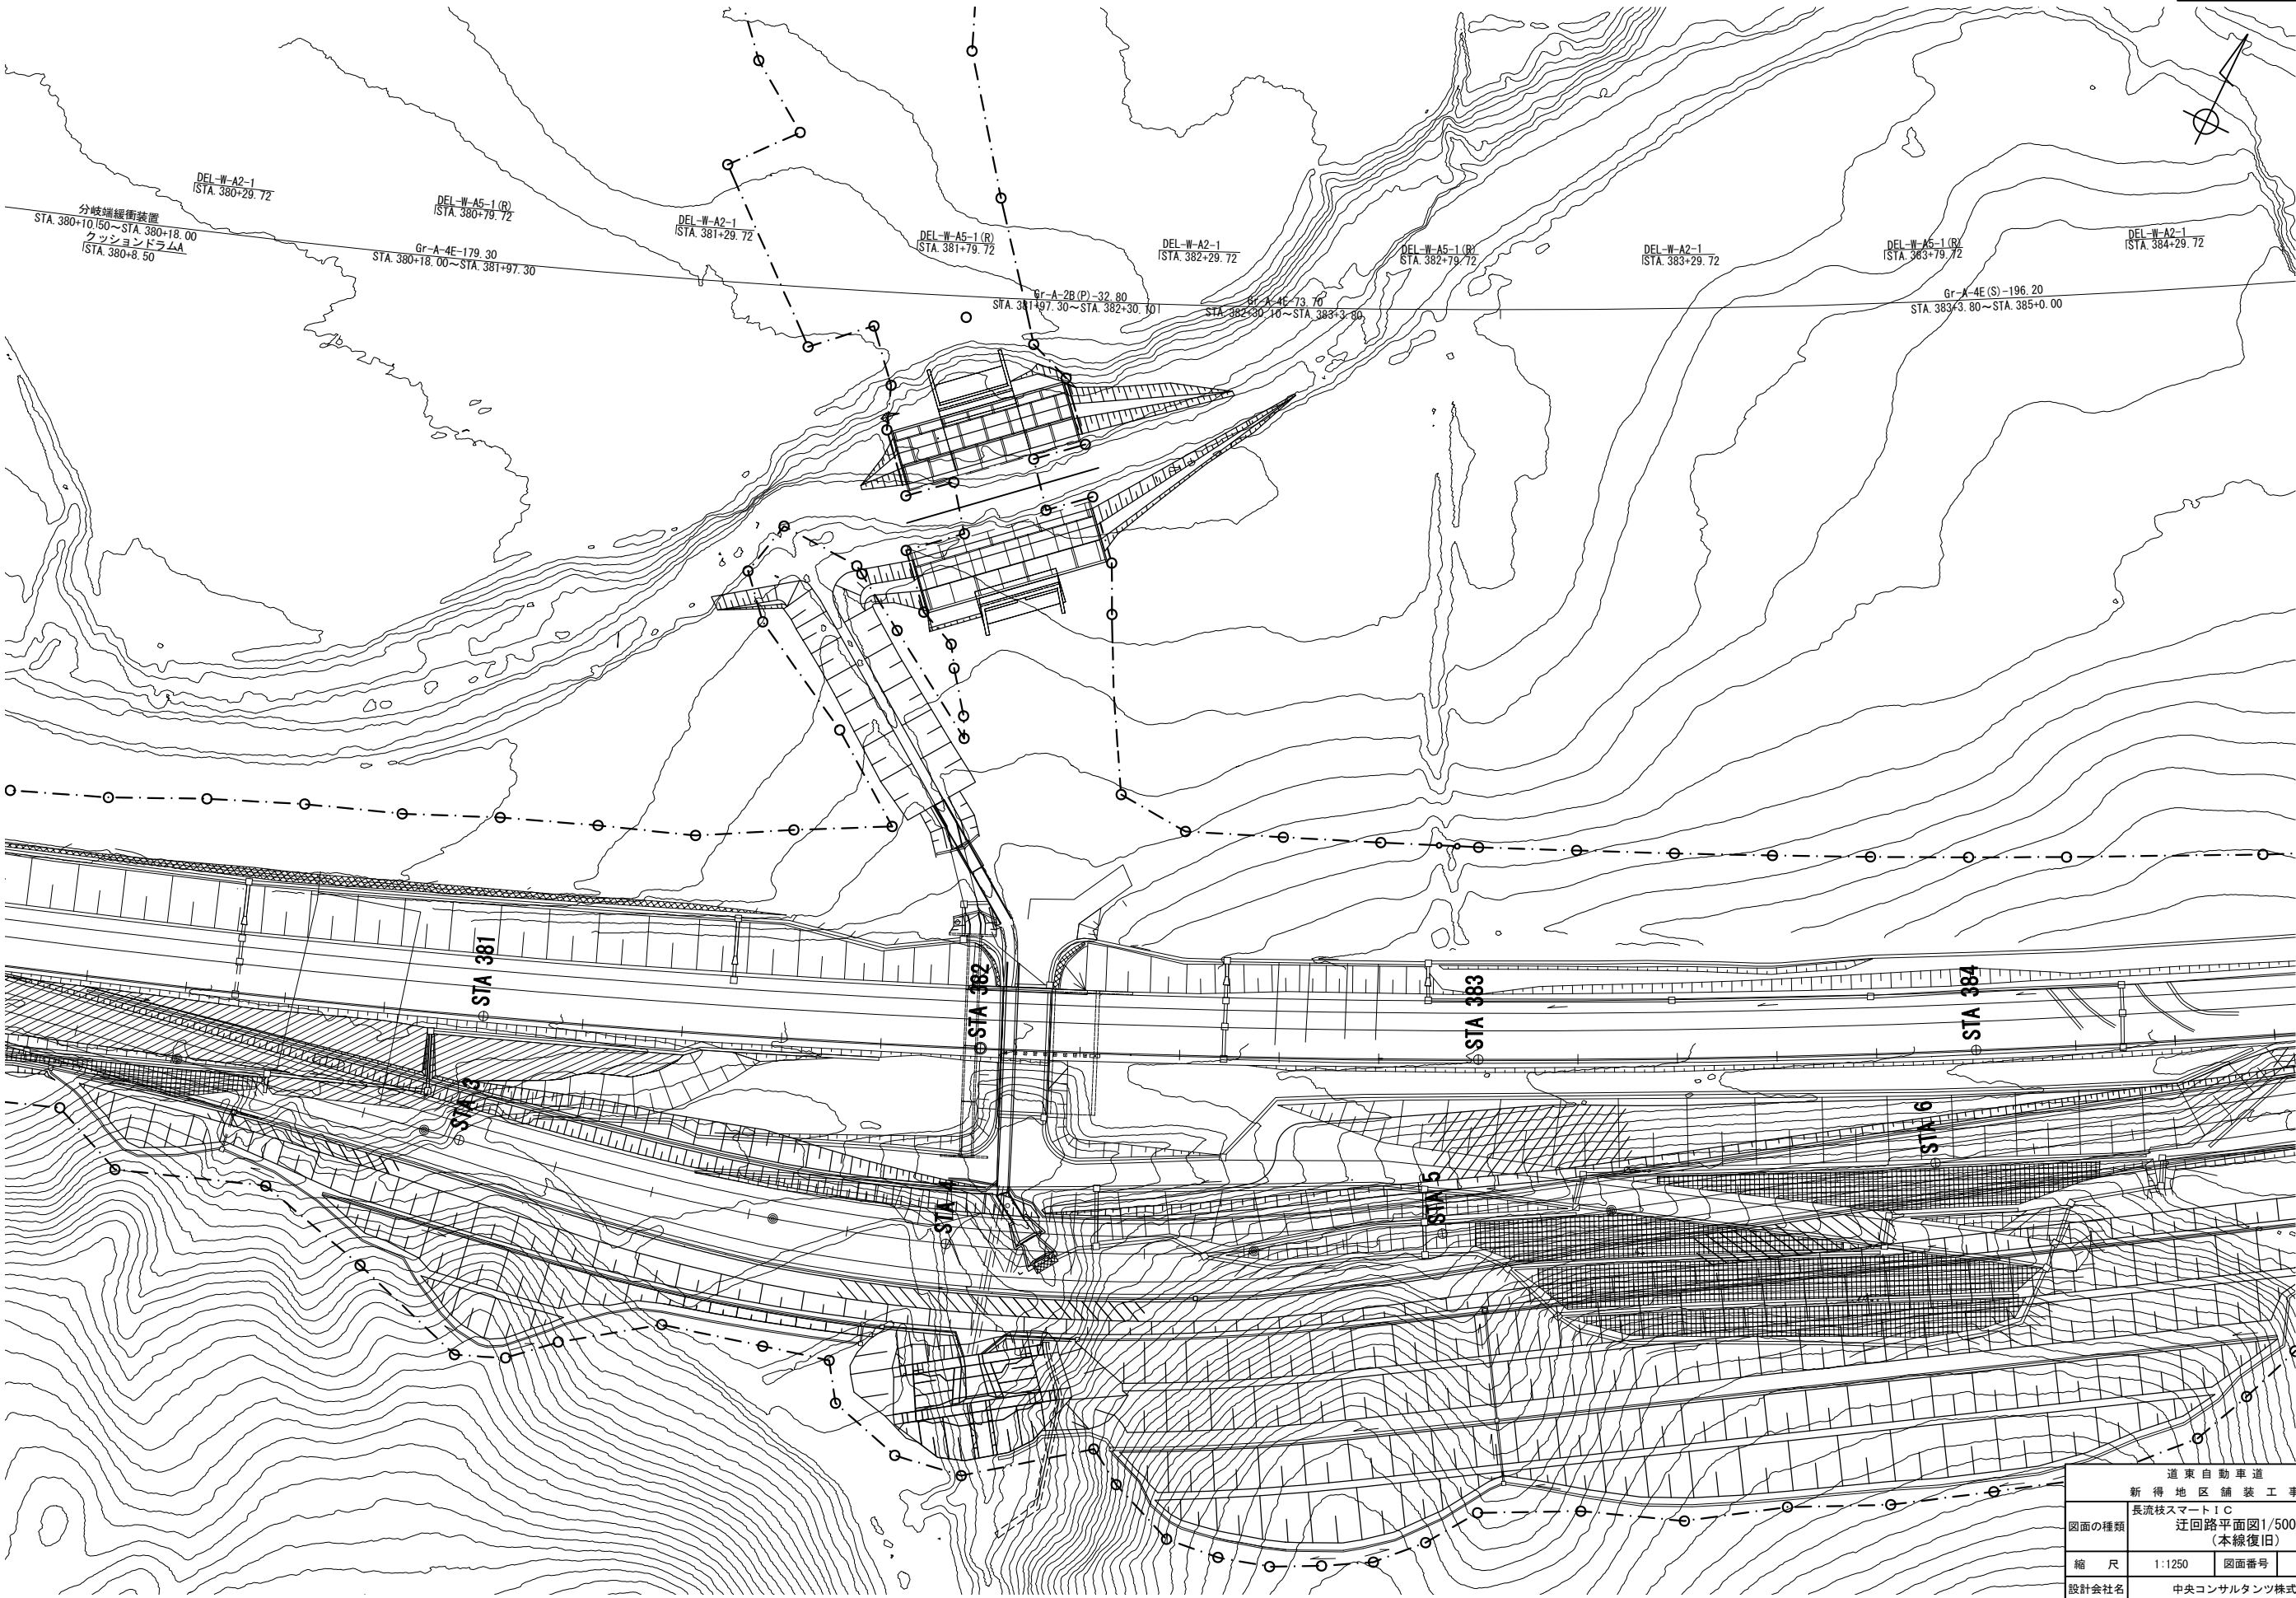 DEL-W-A2-1
STA. 380+29. 72
分岐端緩衝装置
STA. 380+10.50～STA. 380+18. 00
クッションドラムA
STA. 380+8. 50
DEL-W-A5-1 (R)
STA. 380+79. 72
Gr-A-4E-179. 30
STA. 380+18. 00～STA. 381+97. 30
DEL-W-A2-1
STA. 381+29. 72
DEL-W-A5-1 (R)
STA. 381+79. 72
Gr-A-2B (P)-32. 80
STA. 381+97. 30～STA. 382+30. 10
DEL-W-A2-1
STA. 382+29. 72
Gr-A-4E-73. 70
STA. 382+30. 10～STA. 383+3. 80
DEL-W-A5-1 (R)
STA. 382+79. 72
DEL-W-A2-1
STA. 383+29. 72
DEL-W-A5-1 (R)
STA. 383+79. 72
Gr-A-4E (S)-196. 20
STA. 383+3. 80～STA. 385+0. 00
DEL-W-A2-1
STA. 384+29. 72
STA 381
STA 382
STA 383
STA 384
STA 3
STA 4
STA 5
STA 6
道東自動車道
新得地区舗装工事
図面の種類
長流枝スマートＩＣ
迂回路平面図1/500
(本線復旧)
縮 尺
1:1250
図面番号
設計会社名
中央コンサルタンツ株式